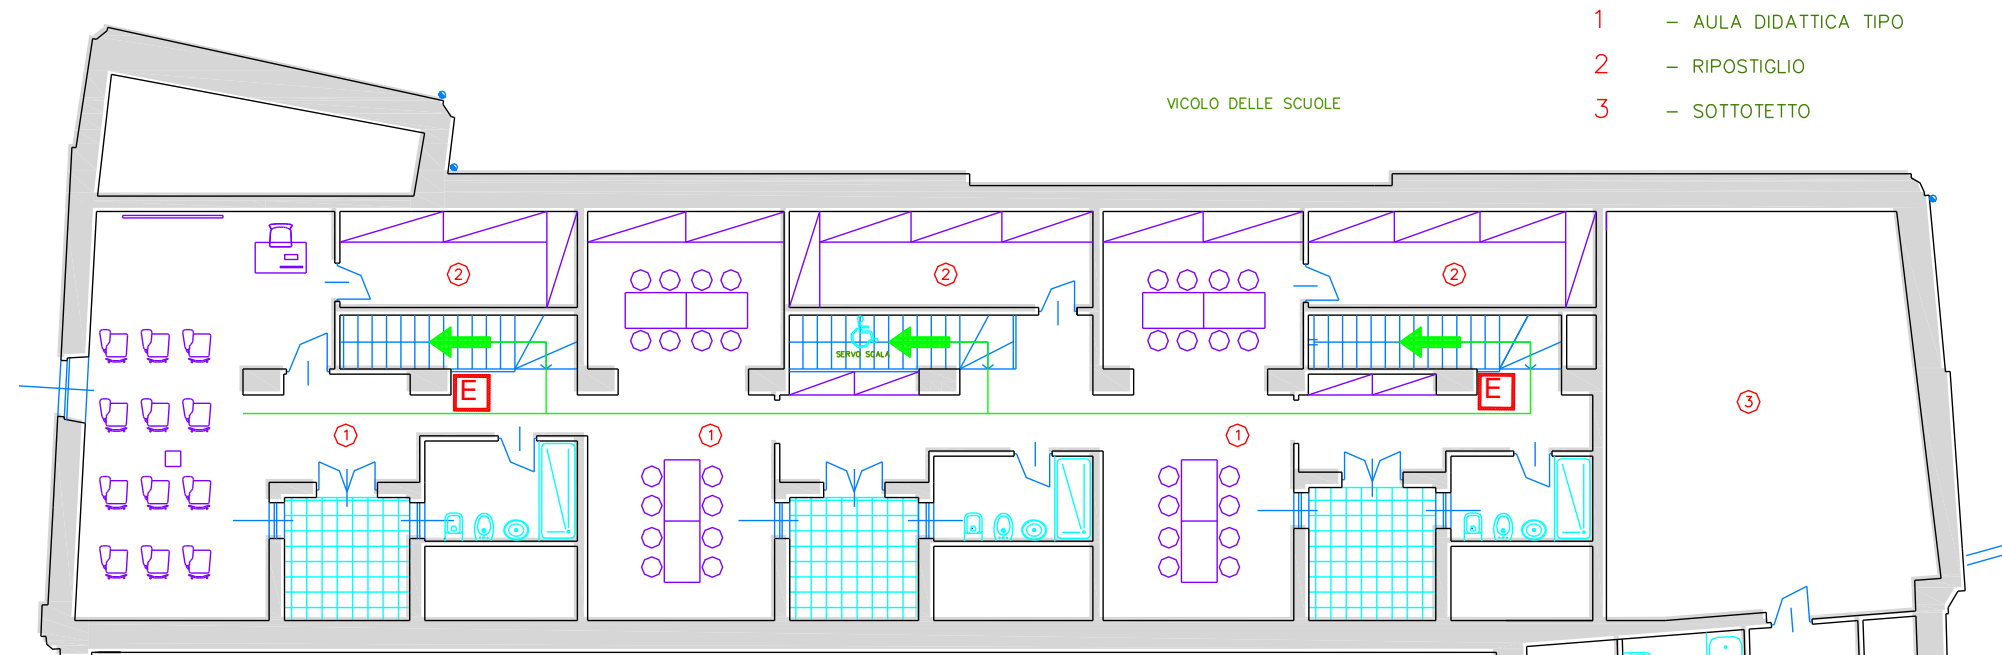 1 – AULA DIDATTICA TIPO
2 – RIPOSTIGLIO
VICOLO DELLE SCUOLE
3 – SOTTOTETTO
2
2
2
SERVO SCALA
E
E
3
1
1
1